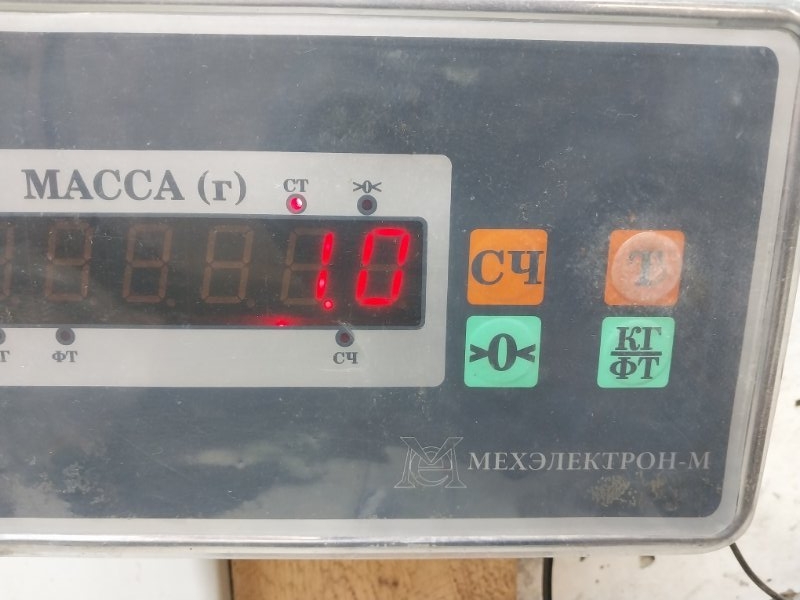 МАССА (г)
СТ
>0<
1.0
Г
ФТ
СЧ
СЧ
Т
>0<
КГ
ФТ
МЕХЭЛЕКТРОН-М